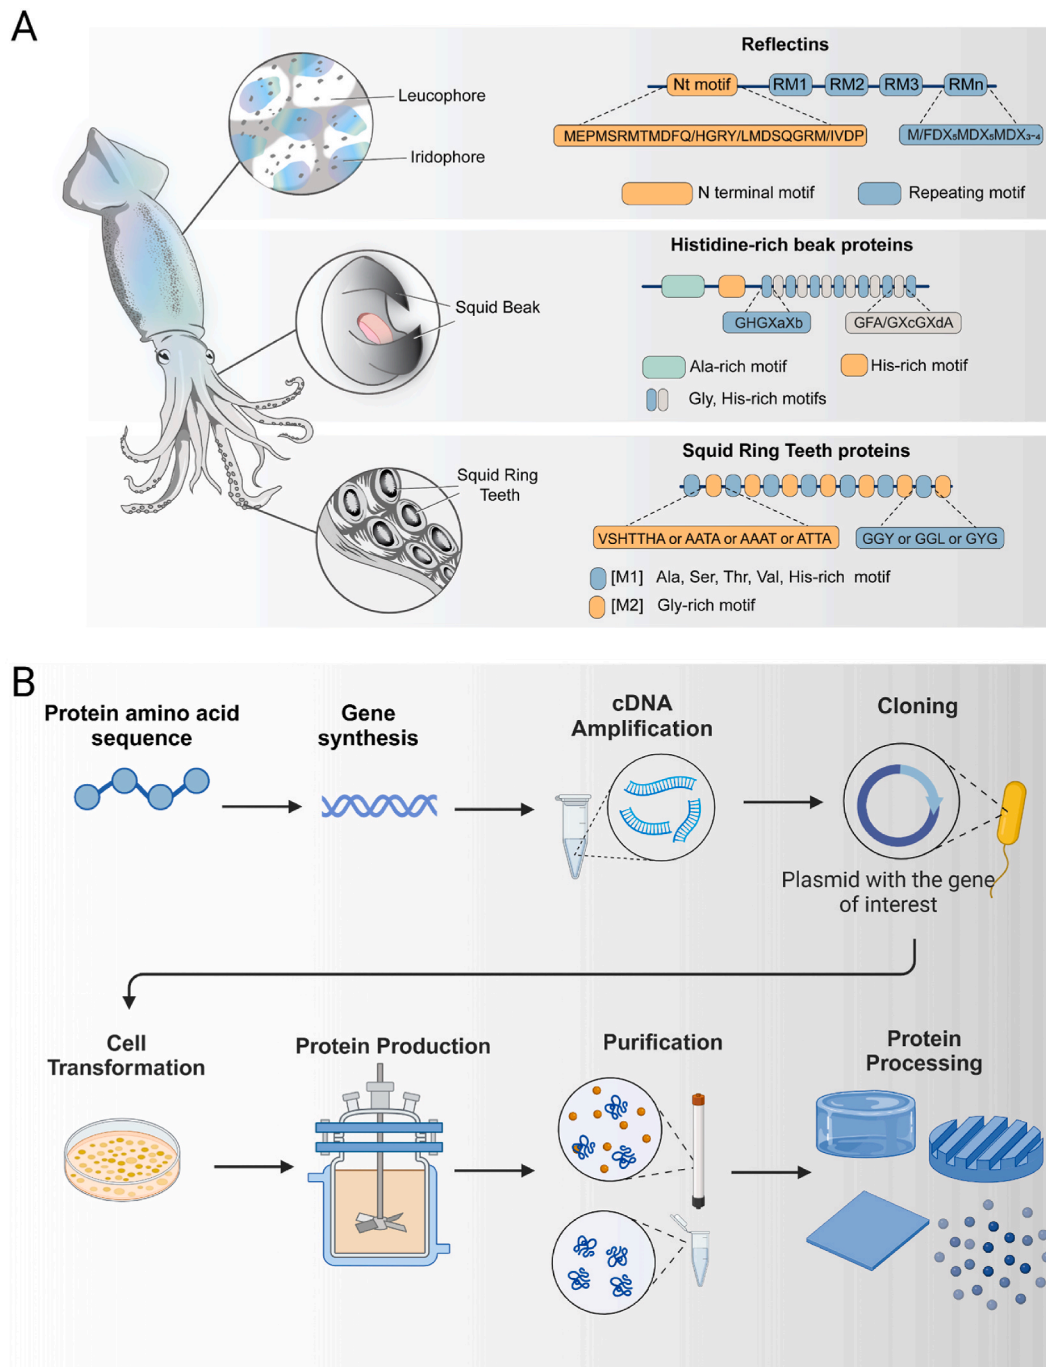 A
Reflectins
Nt motif RM1 RM2 RM3 RMn
MEPMSRMTMDFQ/HGRY/LMDSQGRM/IVDP M/FDX₅MDX₅MDX₃₋₄
N terminal motif Repeating motif
Leucophore
Iridophore
Histidine-rich beak proteins
GHGXaXb GFA/GXcGXdA
Ala-rich motif His-rich motif
Gly, His-rich motifs
Squid Beak
Squid Ring Teeth proteins
VSHTTHA or AATA or AAAT or ATTA GGY or GGL or GYG
[M1] Ala, Ser, Thr, Val, His-rich motif
[M2] Gly-rich motif
Squid Ring
Teeth
B
Protein amino acid
sequence
Gene
synthesis
cDNA
Amplification
Cloning
Plasmid with the gene
of interest
Cell
Transformation
Protein Production
Purification
Protein
Processing